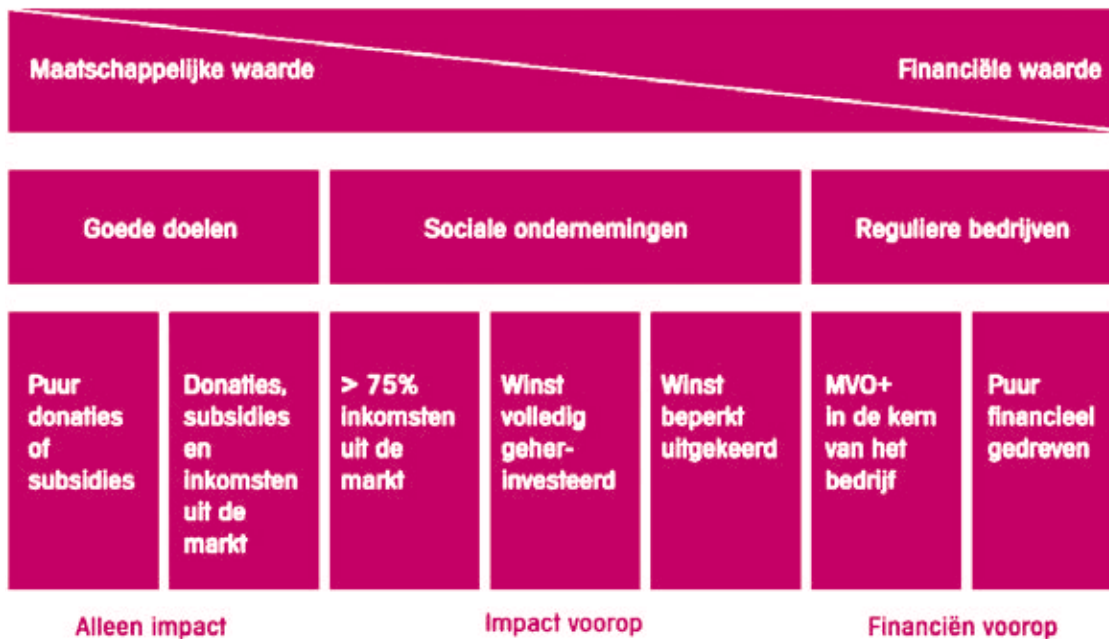 Maatschappelijke waarde
Financiële waarde
Goede doelen
Sociale ondernemingen
Reguliere bedrijven
Puur
donaties
of
subsidies
Donaties,
subsidies
en
inkomsten
uit de
markt
> 75%
inkomsten
uit de
markt
Winst
volledig
geher-
investeerd
Winst
beperkt
uitgekeerd
MVO+
in de kern
van het
bedrijf
Puur
financieel
gedreven
Alleen impact
Impact voorop
Financiën voorop